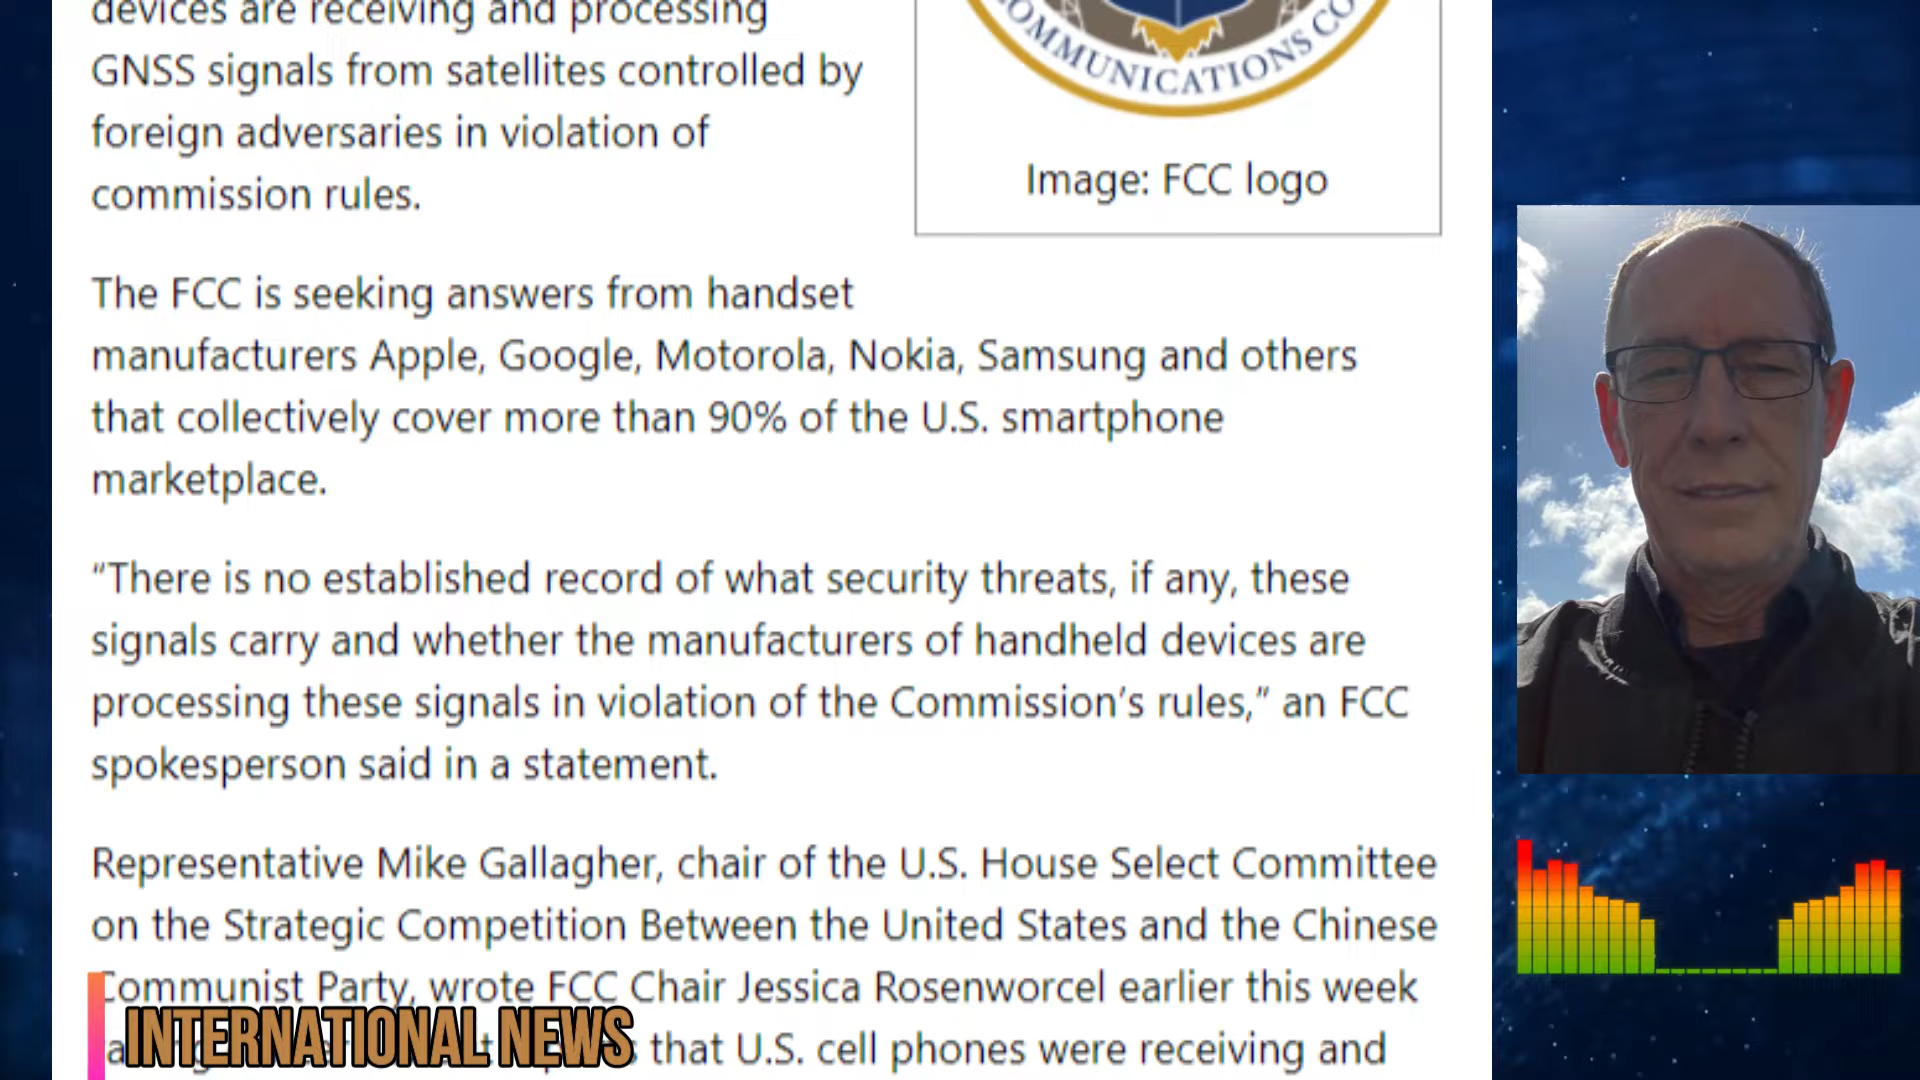 devices are receiving and processing
GNSS signals from satellites controlled by
foreign adversaries in violation of
commission rules.
COMMUNICATIONS CO
Image: FCC logo
The FCC is seeking answers from handset
manufacturers Apple, Google, Motorola, Nokia, Samsung and others
that collectively cover more than 90% of the U.S. smartphone
marketplace.
“There is no established record of what security threats, if any, these
signals carry and whether the manufacturers of handheld devices are
processing these signals in violation of the Commission’s rules,” an FCC
spokesperson said in a statement.
Representative Mike Gallagher, chair of the U.S. House Select Committee
on the Strategic Competition Between the United States and the Chinese
Communist Party, wrote FCC Chair Jessica Rosenworcel earlier this week
that U.S. cell phones were receiving and
INTERNATIONAL NEWS